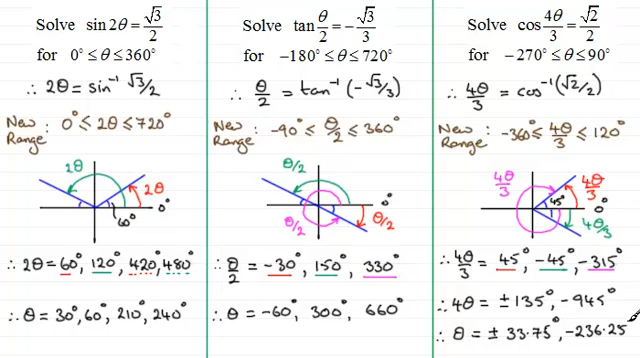 Solve sin2θ = √3/2
for 0° ≤ θ ≤ 360°
∴ 2θ = sin⁻¹ √3/2
New Range: 0° ≤ 2θ ≤ 720°
2θ
2θ
60°
0°
∴ 2θ = 60°, 120°, 420°, 480°
∴ θ = 30°, 60°, 210°, 240°
Solve tan θ/2 = −√3/3
for −180° ≤ θ ≤ 720°
∴ θ/2 = tan⁻¹(−√3/3)
New Range: −90° ≤ θ/2 ≤ 360°
θ/2
0°
θ/2
θ/2
∴ θ/2 = −30°, 150°, 330°
∴ θ = −60°, 300°, 660°
Solve cos 4θ/3 = √2/2
for −270° ≤ θ ≤ 90°
∴ 4θ/3 = cos⁻¹(√2/2)
New Range: −360° ≤ 4θ/3 ≤ 120°
4θ/3
4θ/3
45°
0°
4θ/3
∴ 4θ/3 = 45°, −45°, −315°
∴ 4θ = ±135°, −945°
∴ θ = ±33.75°, −236.25